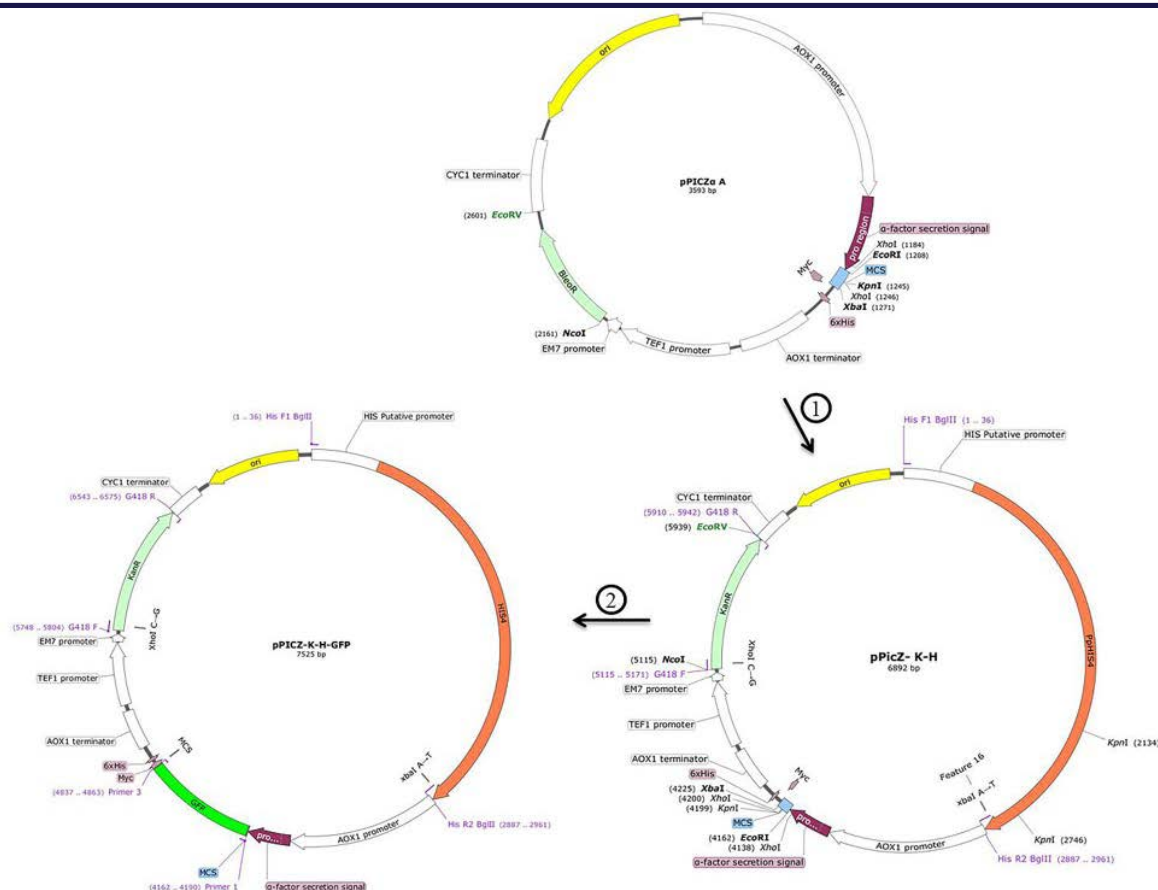 ori
AOX1 promoter
CYC1 terminator
pPICZα A
3593 bp
(2601) EcoRV
pro region
α-factor secretion signal
XhoI (1184)
EcoRI (1208)
MCS
Myc
KpnI (1245)
XhoI (1246)
XbaI (1271)
6xHis
BleoR
(2161) NcoI
EM7 promoter
TEF1 promoter
AOX1 terminator
1
(1 .. 36) His F1 BglII
HIS Putative promoter
ori
CYC1 terminator
(6543 .. 6575) G418 R
KanR
HIS4
(5748 .. 5804) G418 F
XhoI C→G
EM7 promoter
pPICZ-K-H-GFP
7525 bp
TEF1 promoter
AOX1 terminator
MCS
6xHis
Myc
(4837 .. 4863) Primer 3
GFP
xbaI A→T
His R2 BglII (2887 .. 2961)
AOX1 promoter
pro...
MCS
(4162 .. 4190) Primer 1
α-factor secretion signal
2
His F1 BglII (1 .. 36)
HIS Putative promoter
ori
CYC1 terminator
(5910 .. 5942) G418 R
(5939) EcoRV
KanR
PpHIS4
XhoI C→G
(5115) NcoI
(5115 .. 5171) G418 F
EM7 promoter
pPicZ- K-H
6892 bp
TEF1 promoter
KpnI (2134)
AOX1 terminator
6xHis
Myc
Feature 16
(4225) XbaI
xbaI A→T
(4200) XhoI
(4199) KpnI
MCS
(4162) EcoRI
(4138) XhoI
pro...
AOX1 promoter
KpnI (2746)
His R2 BglII (2887 .. 2961)
α-factor secretion signal